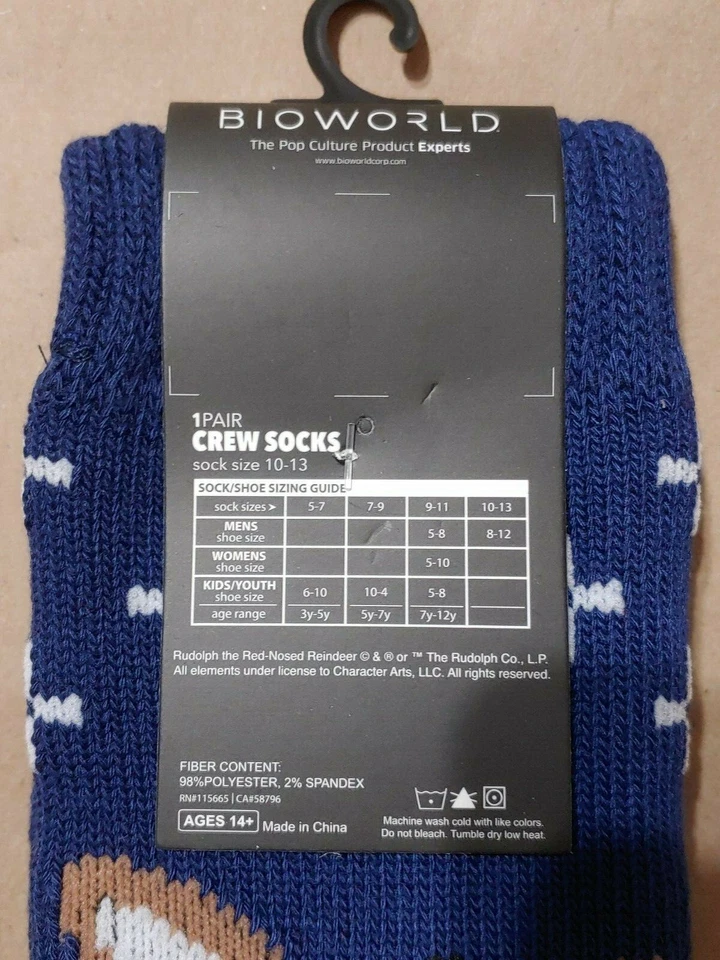 BIOWORLD
The Pop Culture Product Experts
www.bioworldcorp.com
1PAIR
CREW SOCKS
sock size 10-13
SOCK/SHOE SIZING GUIDE
sock sizes ➤ 5-7 7-9 9-11 10-13
MENS
shoe size 5-8 8-12
WOMENS
shoe size 5-10
KIDS/YOUTH
shoe size 6-10 10-4 5-8
age range 3y-5y 5y-7y 7y-12y
Rudolph the Red-Nosed Reindeer © & ® or ™ The Rudolph Co., L.P.
All elements under license to Character Arts, LLC. All rights reserved.
FIBER CONTENT:
98%POLYESTER, 2% SPANDEX
RN#115665 | CA#58796
AGES 14+ Made in China
Machine wash cold with like colors.
Do not bleach. Tumble dry low heat.